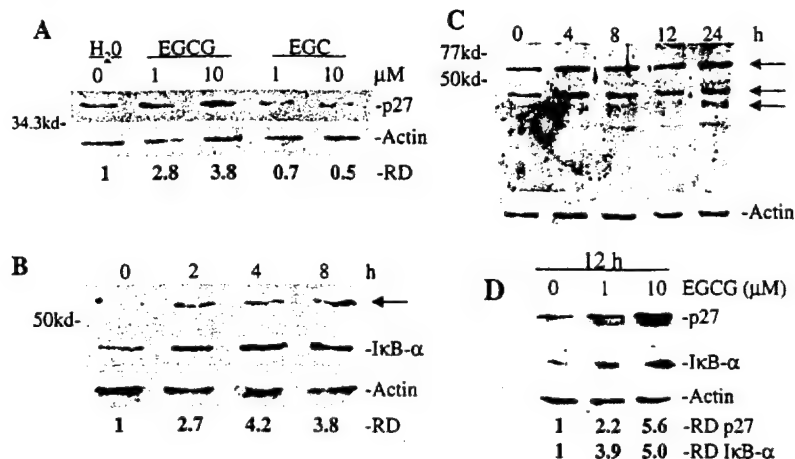 A
H20 EGCG EGC
0 1 10 1 10 μM
-p27
34.3kd-
-Actin
1 2.8 3.8 0.7 0.5 -RD
B
0 2 4 8 h
50kd-
-IκB-α
-Actin
1 2.7 4.2 3.8 -RD
C
0 4 8 12 24 h
77kd-
50kd-
-Actin
D
12 h
0 1 10 EGCG (μM)
-p27
-IκB-α
-Actin
1 2.2 5.6 -RD p27
1 3.9 5.0 -RD IκB-α